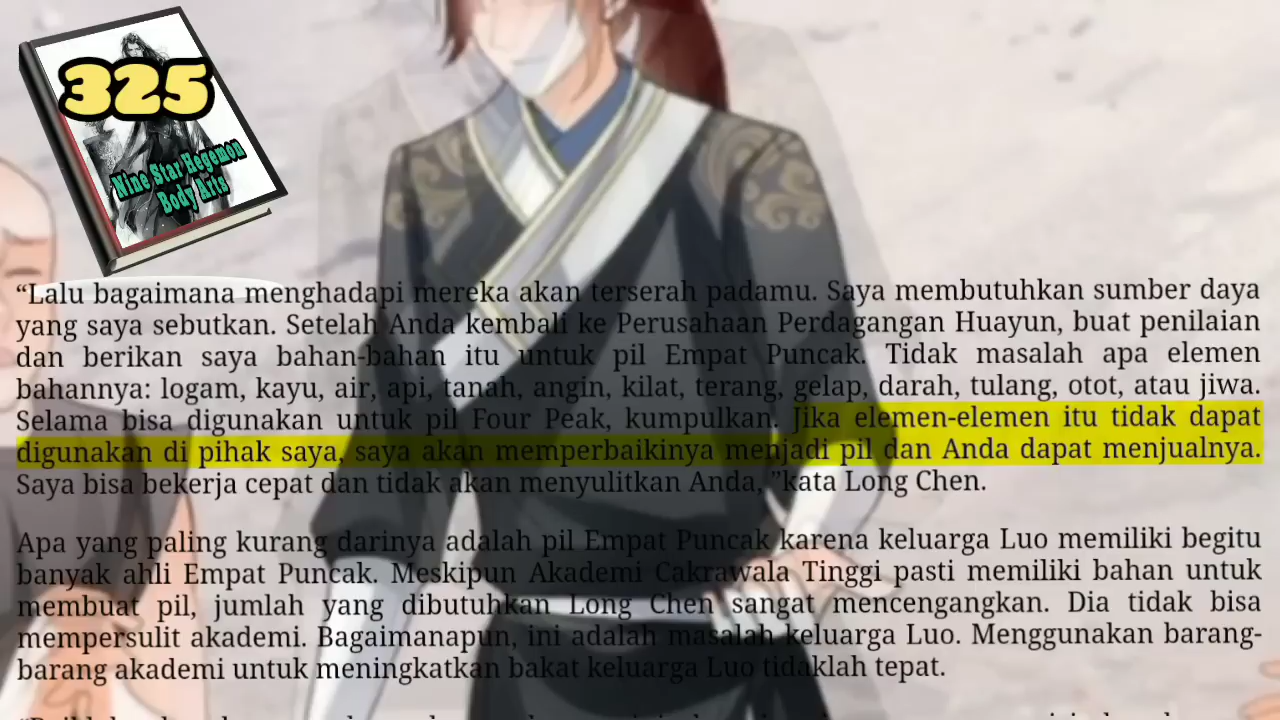 325
Nine Star Hegemon
Body Arts
“Lalu bagaimana menghadapi mereka akan terserah padamu. Saya membutuhkan sumber daya
yang saya sebutkan. Setelah Anda kembali ke Perusahaan Perdagangan Huayun, buat penilaian
dan berikan saya bahan-bahan itu untuk pil Empat Puncak. Tidak masalah apa elemen
bahannya: logam, kayu, air, api, tanah, angin, kilat, terang, gelap, darah, tulang, otot, atau jiwa.
Selama bisa digunakan untuk pil Four Peak, kumpulkan. Jika elemen-elemen itu tidak dapat
digunakan di pihak saya, saya akan memperbaikinya menjadi pil dan Anda dapat menjualnya.
Saya bisa bekerja cepat dan tidak akan menyulitkan Anda, ”kata Long Chen.
Apa yang paling kurang darinya adalah pil Empat Puncak karena keluarga Luo memiliki begitu
banyak ahli Empat Puncak. Meskipun Akademi Cakrawala Tinggi pasti memiliki bahan untuk
membuat pil, jumlah yang dibutuhkan Long Chen sangat mencengangkan. Dia tidak bisa
mempersulit akademi. Bagaimanapun, ini adalah masalah keluarga Luo. Menggunakan barang-
barang akademi untuk meningkatkan bakat keluarga Luo tidaklah tepat.